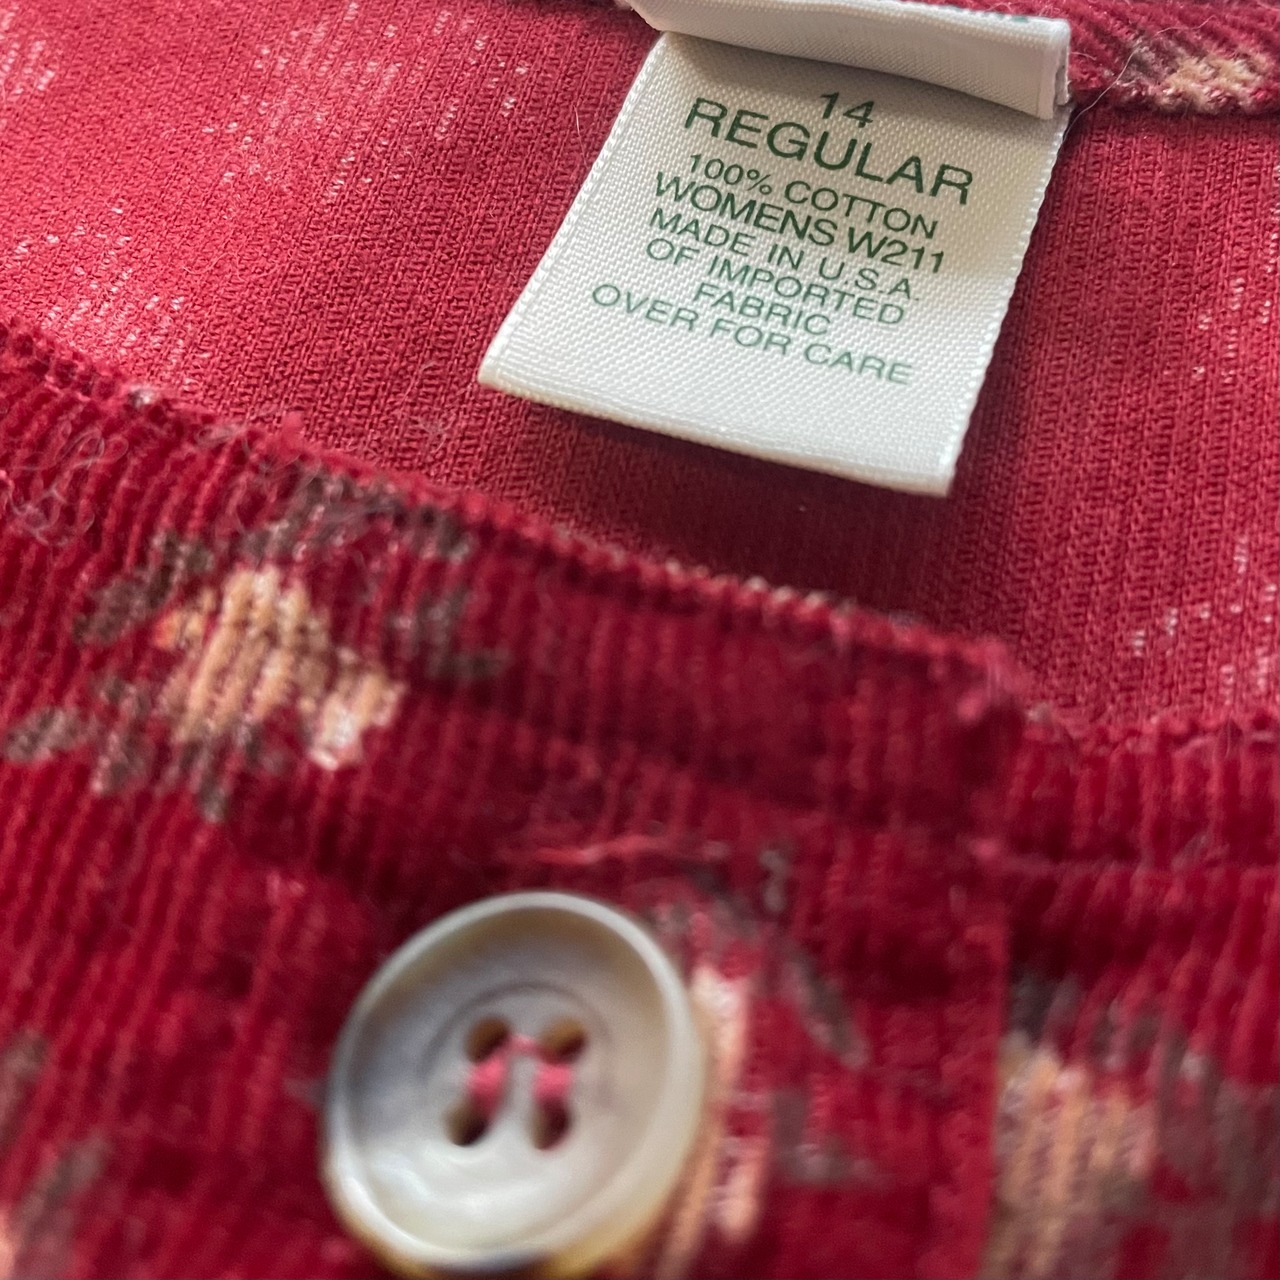 14
REGULAR
100% COTTON
WOMENS W211
MADE IN U.S.A.
OF IMPORTED
FABRIC
OVER FOR CARE